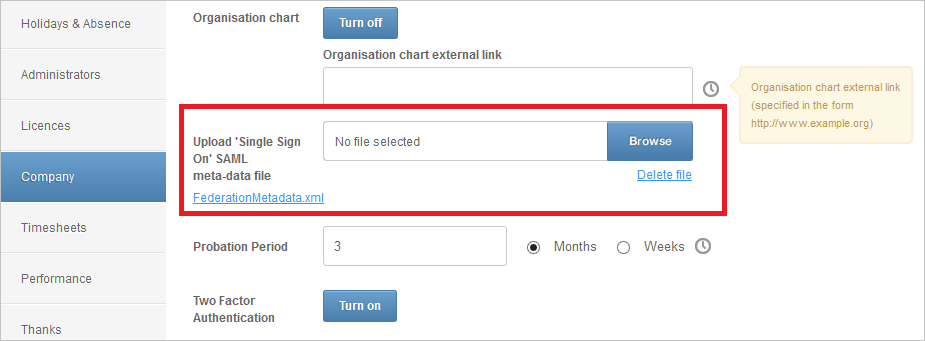 Holidays & Absence
Administrators
Licences
Company
Timesheets
Performance
Thanks
Organisation chart
Turn off
Organisation chart external link
Organisation chart external link
(specified in the form
http://www.example.org)
Upload 'Single Sign
On' SAML
meta-data file
No file selected
Browse
Delete file
FederationMetadata.xml
Probation Period
3
Months
Weeks
Two Factor
Authentication
Turn on